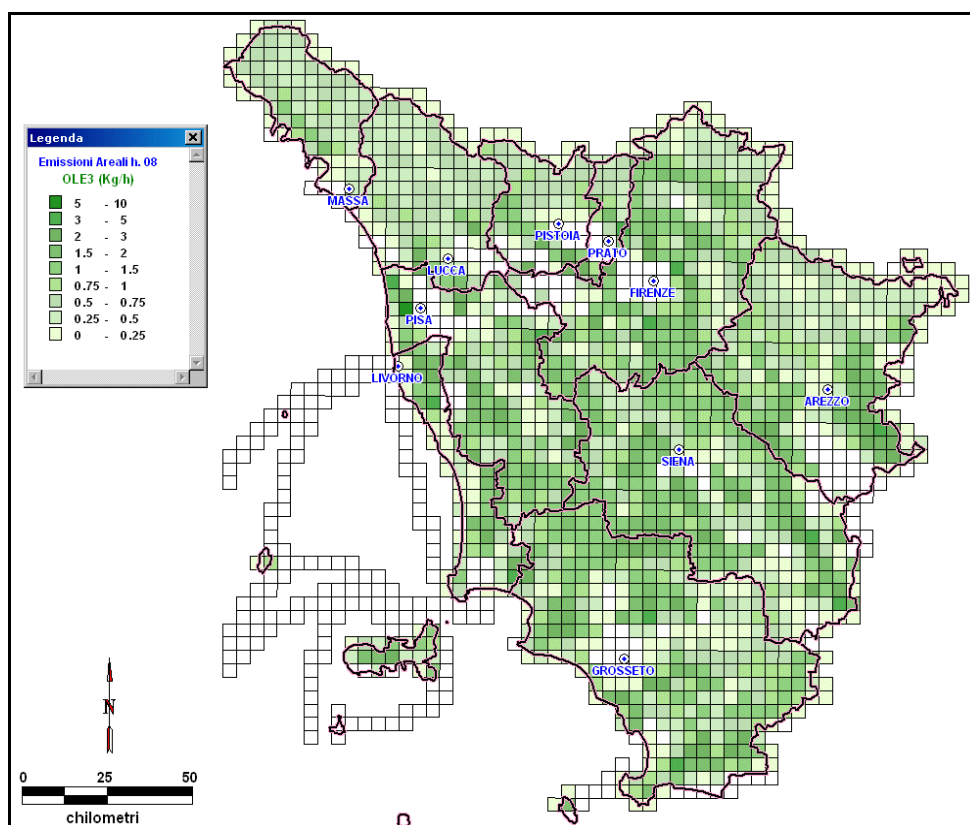 Legenda
Emissioni Areali h. 08
OLE3 (Kg/h)
5 - 10
3 - 5
2 - 3
1.5 - 2
1 - 1.5
0.75 - 1
0.5 - 0.75
0.25 - 0.5
0 - 0.25
MASSA
PISTOIA
PRATO
LUCCA
FIRENZE
PISA
LIVORNO
AREZZO
SIENA
GROSSETO
N
0 25 50
chilometri